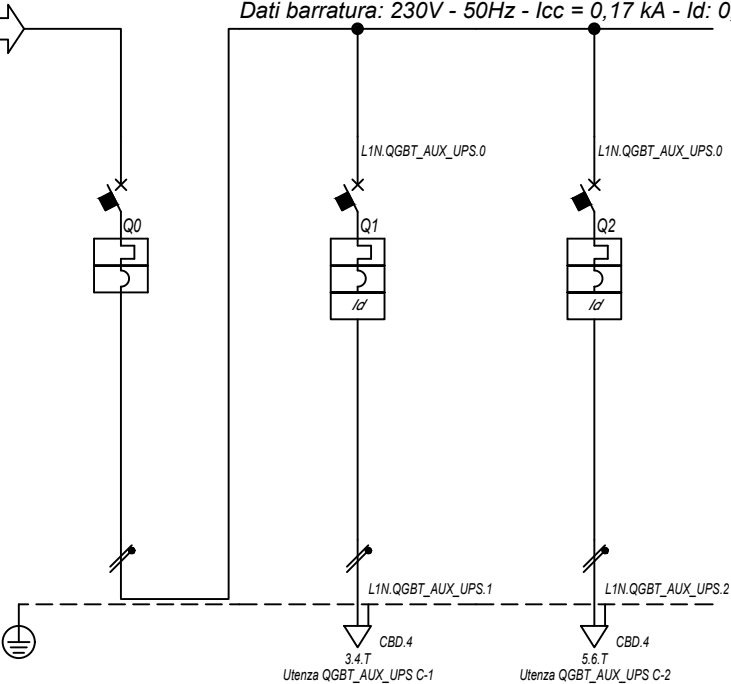 Dati barratura: 230V - 50Hz - Icc = 0,17 kA - Id: 0,
L1N.QGBT_AUX_UPS.0
L1N.QGBT_AUX_UPS.0
Q0
Q1
Q2
Id
Id
L1N.QGBT_AUX_UPS.1
L1N.QGBT_AUX_UPS.2
CBD.4
CBD.4
3.4.T
5.6.T
Utenza QGBT_AUX_UPS C-1
Utenza QGBT_AUX_UPS C-2